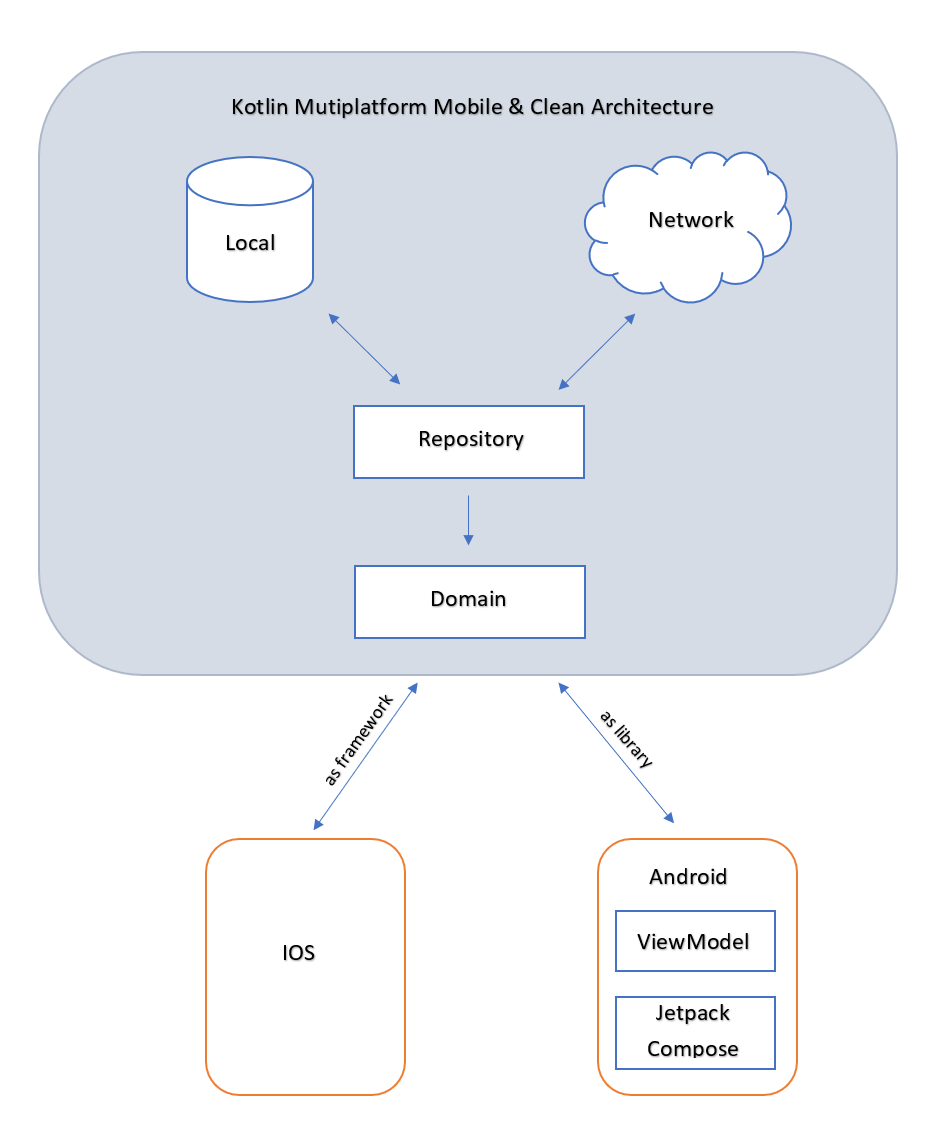 Kotlin Mutiplatform Mobile & Clean Architecture
Local
Network
Repository
Domain
as framework
as library
IOS
Android
ViewModel
Jetpack
Compose